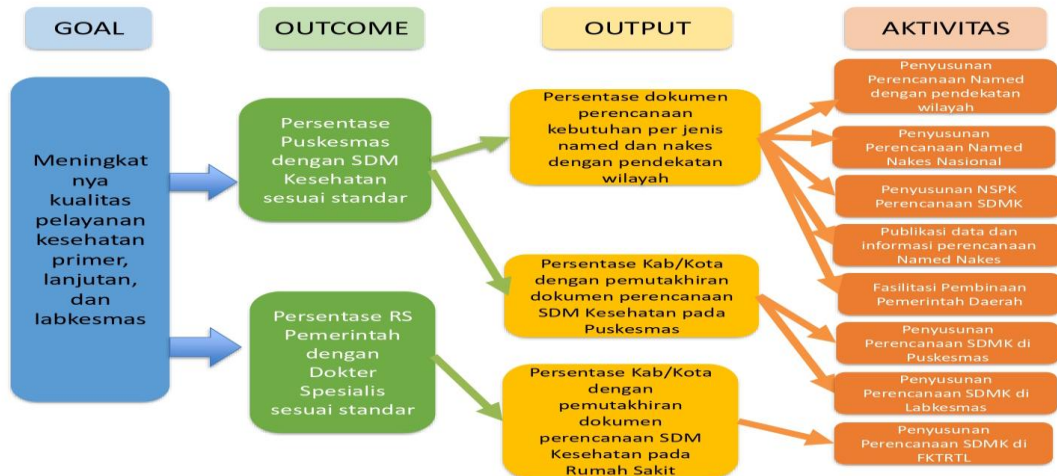 GOAL
OUTCOME
OUTPUT
AKTIVITAS
Meningkat
nya
kualitas
pelayanan
kesehatan
primer,
lanjutan,
dan
labkesmas
Persentase
Puskesmas
dengan SDM
Kesehatan
sesuai standar
Persentase RS
Pemerintah
dengan
Dokter
Spesialis
sesuai standar
Persentase dokumen
perencanaan
kebutuhan per jenis
named dan nakes
dengan pendekatan
wilayah
Persentase Kab/Kota
dengan pemutakhiran
dokumen perencanaan
SDM Kesehatan pada
Puskesmas
Persentase Kab/Kota
dengan
pemutakhiran
dokumen
perencanaan SDM
Kesehatan pada
Rumah Sakit
Penyusunan
Perencanaan Named
dengan pendekatan
wilayah
Penyusunan
Perencanaan Named
Nakes Nasional
Penyusunan NSPK
Perencanaan SDMK
Publikasi data dan
informasi perencanaan
Named Nakes
Fasilitasi Pembinaan
Pemerintah Daerah
Penyusunan
Perencanaan SDMK di
Puskesmas
Penyusunan
Perencanaan SDMK di
Labkesmas
Penyusunan
Perencanaan SDMK di
FKTRTL